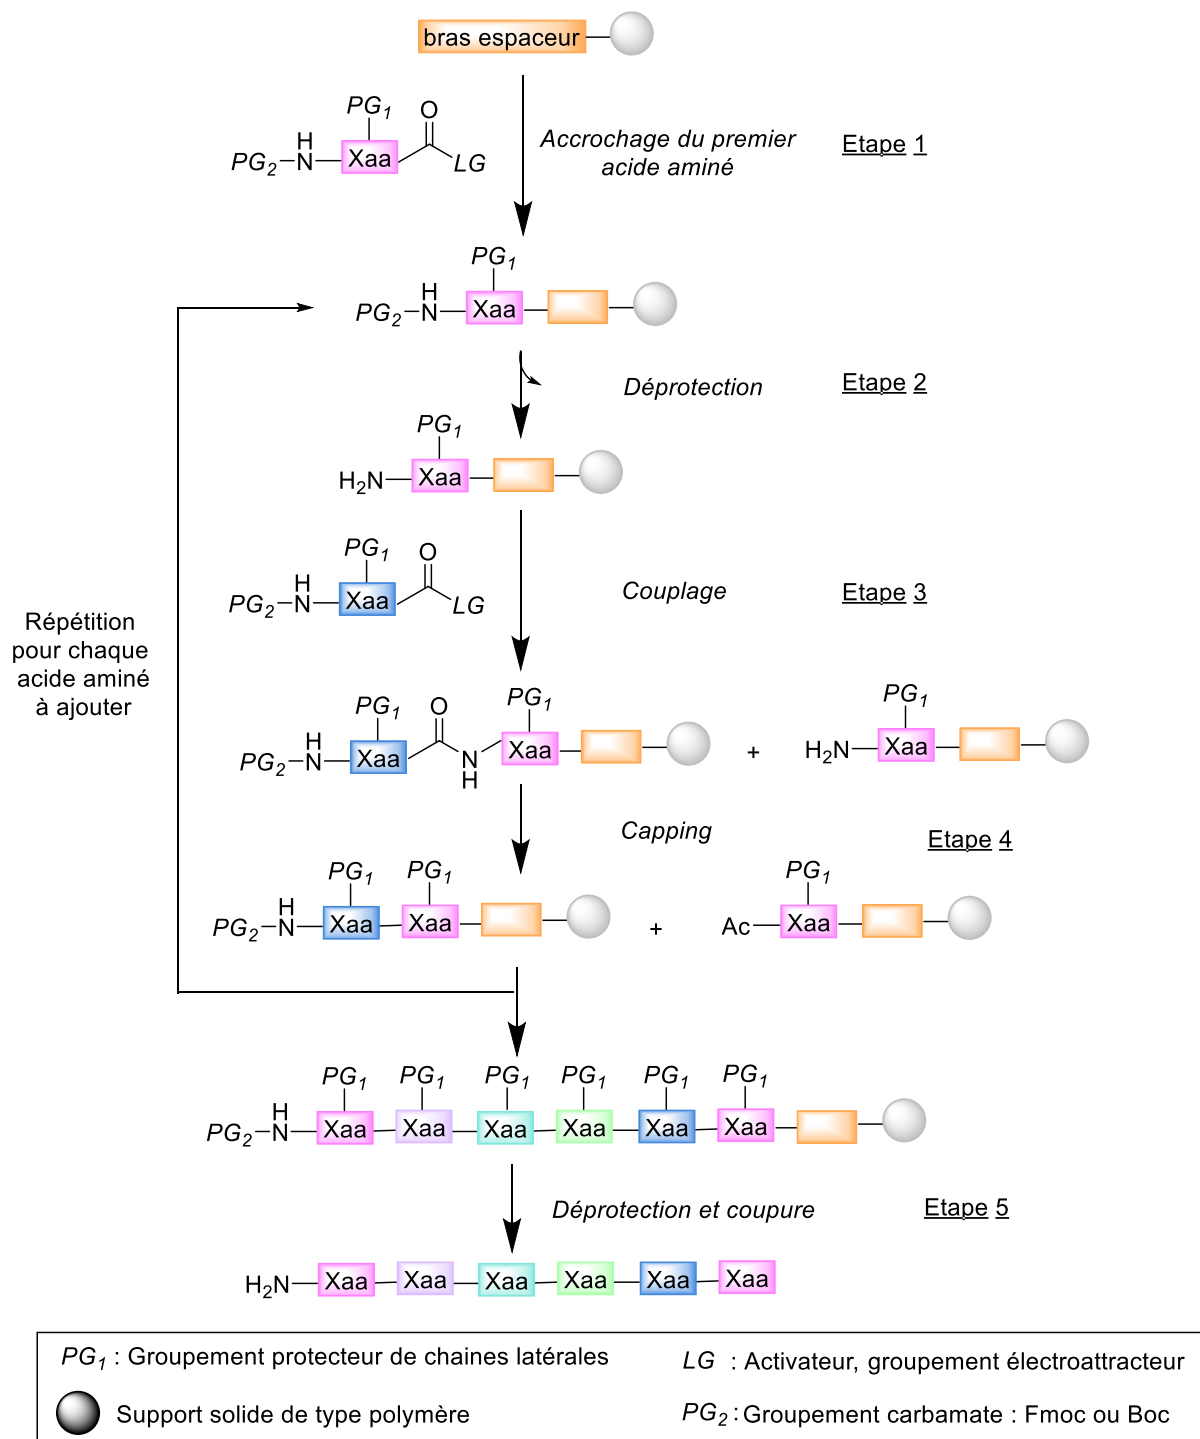 bras espaceur
PG1
O
H
PG2 N Xaa LG
Accrochage du premier
acide aminé
Etape 1
PG1
H
PG2 N Xaa
Déprotection
Etape 2
PG1
H2N Xaa
PG1
O
H
PG2 N Xaa LG
Couplage
Etape 3
Répétition
pour chaque
acide aminé
à ajouter
PG1 O PG1 PG1
H
PG2 N Xaa N Xaa + H2N Xaa
H
Capping
Etape 4
PG1 PG1 PG1
H
PG2 N Xaa Xaa + Ac Xaa
PG1 PG1 PG1 PG1 PG1 PG1
H
PG2 N Xaa Xaa Xaa Xaa Xaa Xaa
Déprotection et coupure
Etape 5
H2N Xaa Xaa Xaa Xaa Xaa Xaa
PG1 : Groupement protecteur de chaines latérales
LG : Activateur, groupement électroattracteur
Support solide de type polymère
PG2 : Groupement carbamate : Fmoc ou Boc